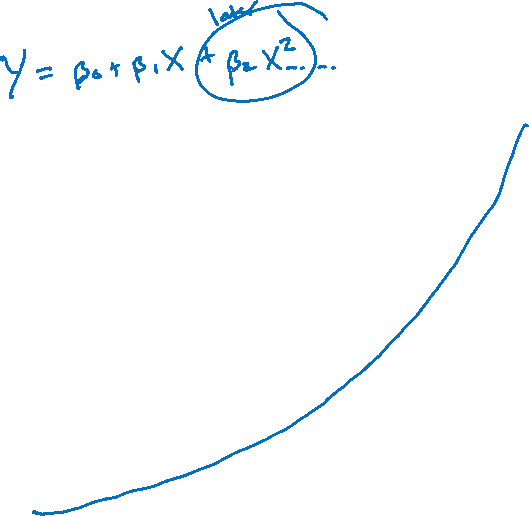 later
Y = β₀ + β₁X + β₂X².....